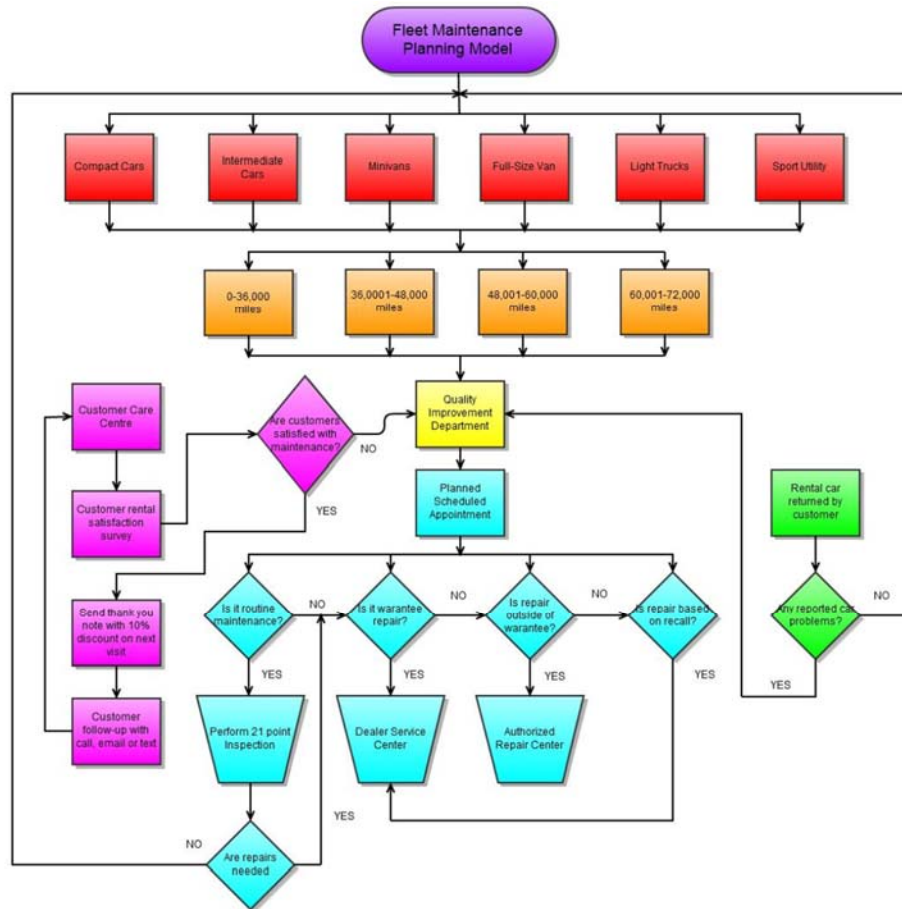 Fleet Maintenance
Planning Model
Compact Cars
Intermediate
Cars
Minivans
Full-Size Van
Light Trucks
Sport Utility
0-36,000
miles
36,0001-48,000
miles
48,001-60,000
miles
60,001-72,000
miles
Customer Care
Centre
Are customers
satisfied with
maintenance?
NO
Quality
Improvement
Department
YES
Customer rental
satisfaction
survey
Planned
Scheduled
Appointment
Rental car
returned by
customer
Send thank you
note with 10%
discount on next
visit
Is it routine
maintenance?
NO
Is it warantee
repair?
NO
Is repair
outside of
warantee?
NO
Is repair based
on recall?
Any reported car
problems?
NO
YES
YES
YES
YES
YES
Customer
follow-up with
call, email or text
Perform 21 point
Inspection
Dealer Service
Center
Authorized
Repair Center
NO
Are repairs
needed
YES